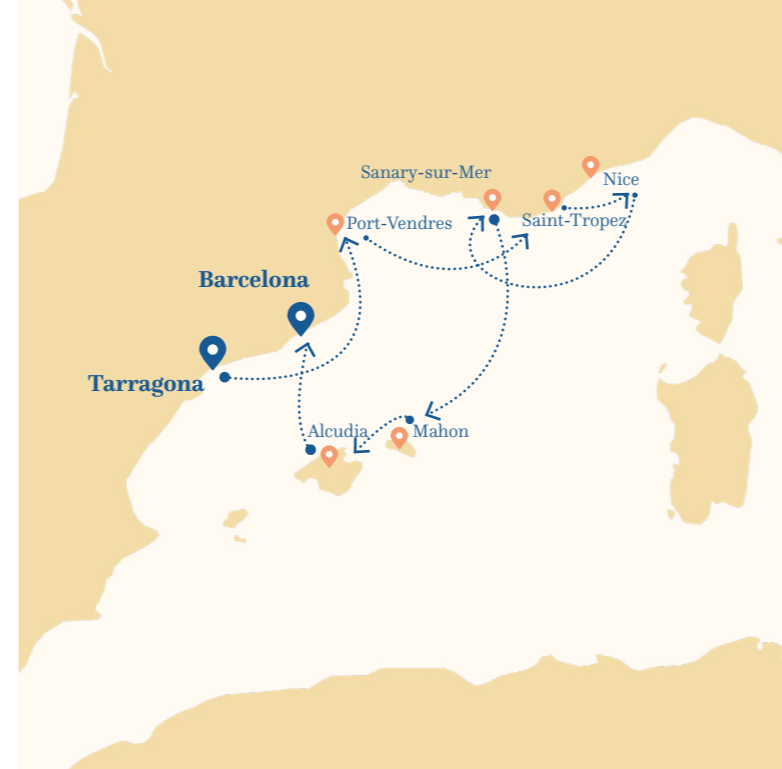 Sanary-sur-Mer
Nice
Port-Vendres
Saint-Tropez
Barcelona
Tarragona
Alcudia
Mahon